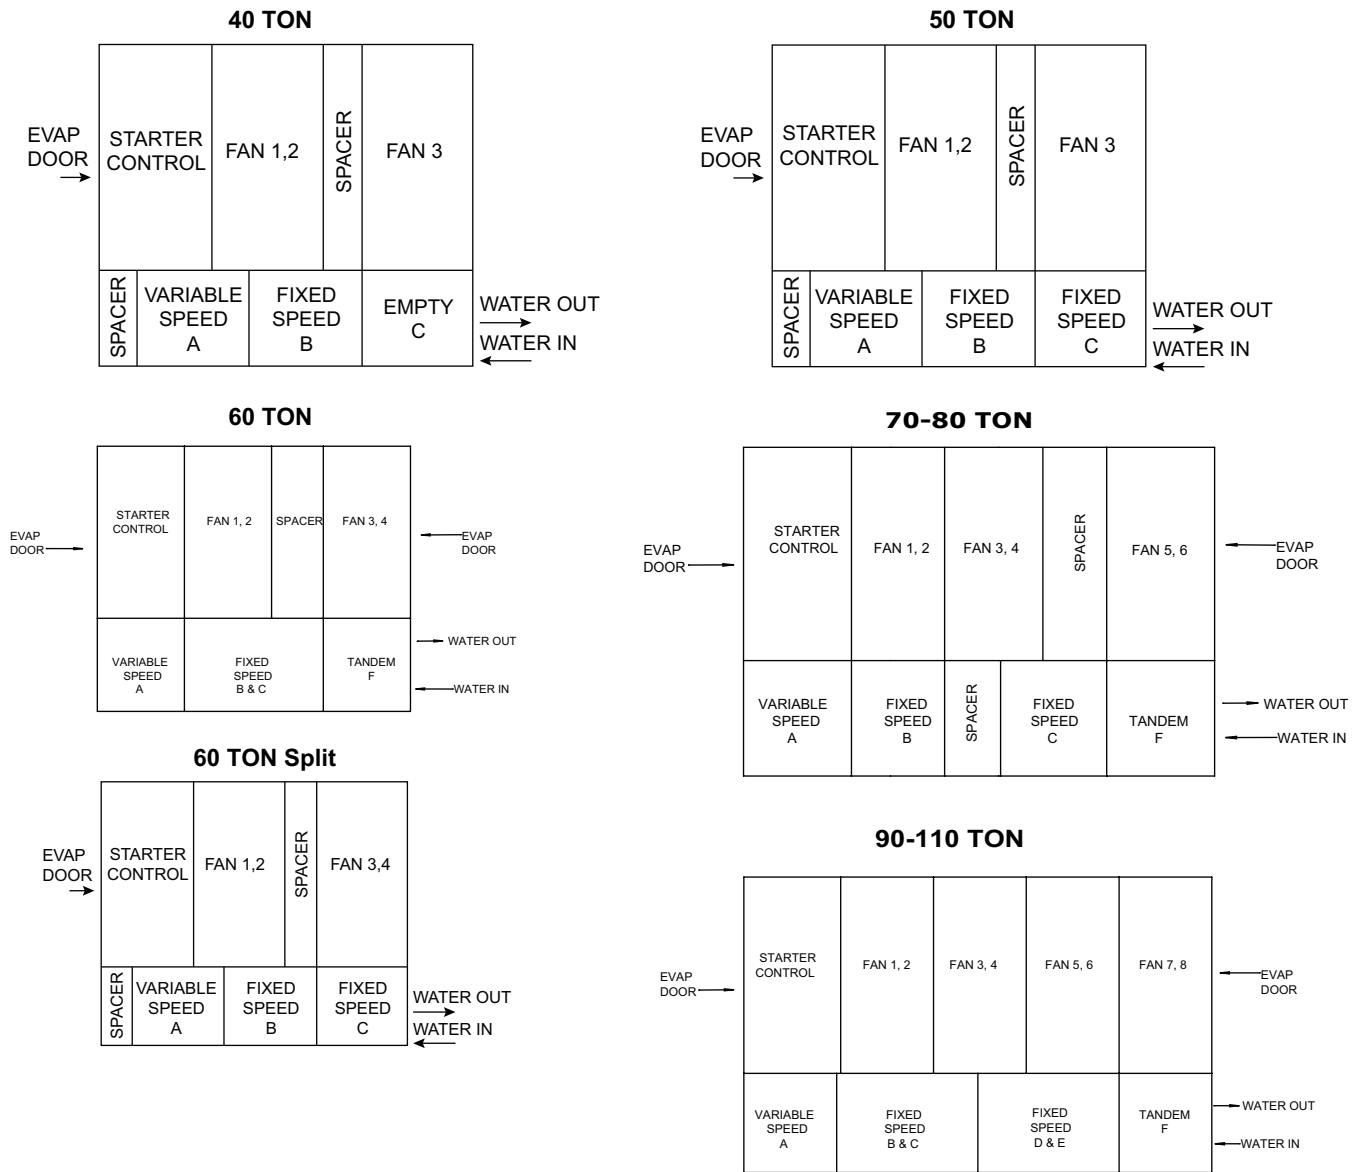 40 TON
EVAP
DOOR
STARTER
CONTROL
FAN 1,2
SPACER
FAN 3
SPACER
VARIABLE
SPEED
A
FIXED
SPEED
B
EMPTY
C
WATER OUT
WATER IN
50 TON
EVAP
DOOR
STARTER
CONTROL
FAN 1,2
SPACER
FAN 3
SPACER
VARIABLE
SPEED
A
FIXED
SPEED
B
FIXED
SPEED
C
WATER OUT
WATER IN
60 TON
EVAP
DOOR
STARTER
CONTROL
FAN 1, 2
SPACER
FAN 3, 4
EVAP
DOOR
VARIABLE
SPEED
A
FIXED
SPEED
B & C
TANDEM
F
WATER OUT
WATER IN
70-80 TON
EVAP
DOOR
STARTER
CONTROL
FAN 1, 2
FAN 3, 4
SPACER
FAN 5, 6
EVAP
DOOR
VARIABLE
SPEED
A
FIXED
SPEED
B
SPACER
FIXED
SPEED
C
TANDEM
F
WATER OUT
WATER IN
60 TON Split
EVAP
DOOR
STARTER
CONTROL
FAN 1,2
SPACER
FAN 3,4
SPACER
VARIABLE
SPEED
A
FIXED
SPEED
B
FIXED
SPEED
C
WATER OUT
WATER IN
90-110 TON
EVAP
DOOR
STARTER
CONTROL
FAN 1, 2
FAN 3, 4
FAN 5, 6
FAN 7, 8
EVAP
DOOR
VARIABLE
SPEED
A
FIXED
SPEED
B & C
FIXED
SPEED
D & E
TANDEM
F
WATER OUT
WATER IN